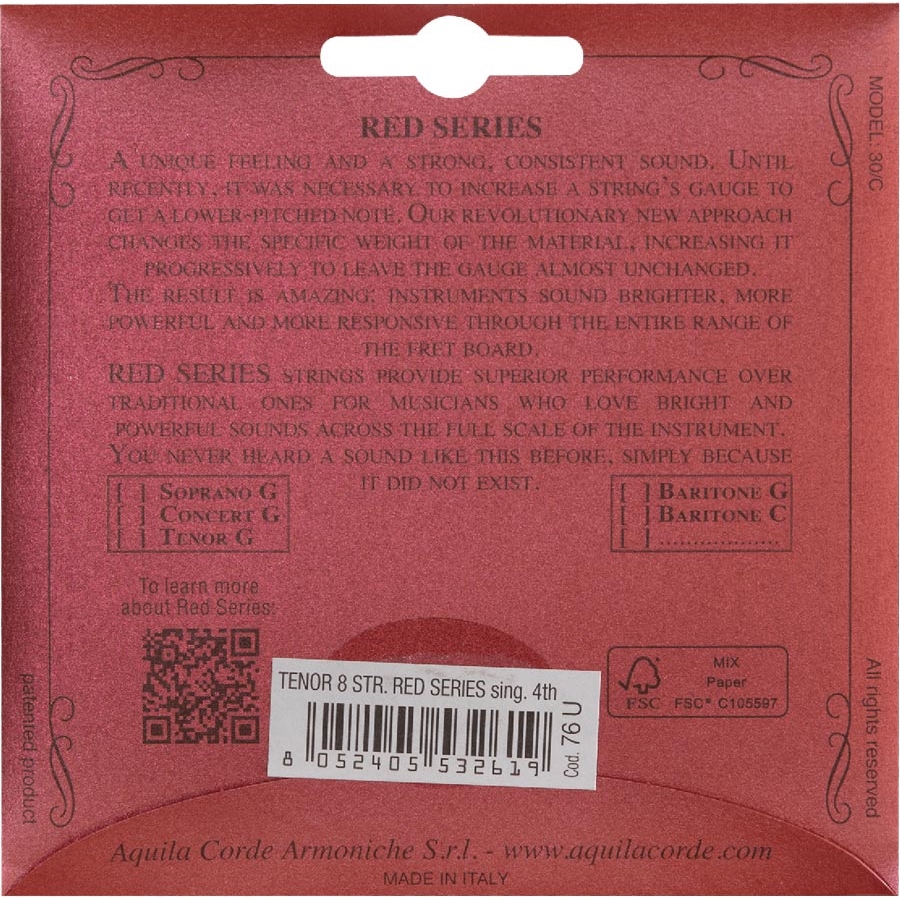 RED SERIES
A UNIQUE FEELING AND A STRONG, CONSISTENT SOUND. UNTIL
RECENTLY, IT WAS NECESSARY TO INCREASE A STRING'S GAUGE TO
GET A LOWER-PITCHED NOTE. OUR REVOLUTIONARY NEW APPROACH
CHANGES THE SPECIFIC WEIGHT OF THE MATERIAL, INCREASING IT
PROGRESSIVELY TO LEAVE THE GAUGE ALMOST UNCHANGED.
THE RESULT IS AMAZING: INSTRUMENTS SOUND BRIGHTER, MORE
POWERFUL AND MORE RESPONSIVE THROUGH THE ENTIRE RANGE OF
THE FRET BOARD.
RED SERIES STRINGS PROVIDE SUPERIOR PERFORMANCE OVER
TRADITIONAL ONES FOR MUSICIANS WHO LOVE BRIGHT AND
POWERFUL SOUNDS ACROSS THE FULL SCALE OF THE INSTRUMENT.
YOU NEVER HEARD A SOUND LIKE THIS BEFORE, SIMPLY BECAUSE
IT DID NOT EXIST.
[ ] SOPRANO G
[ ] CONCERT G
[ ] TENOR G
[ ] BARITONE G
[ ] BARITONE C
[ ] ..................
MODEL. 30/C
To learn more
about Red Series:
TENOR 8 STR. RED SERIES sing. 4th
8 052405 532619
Cod. 76 U
FSC
MIX
Paper
FSC® C105597
patented product
All rights reserved
Aquila Corde Armoniche S.r.l. - www.aquilacorde.com
MADE IN ITALY